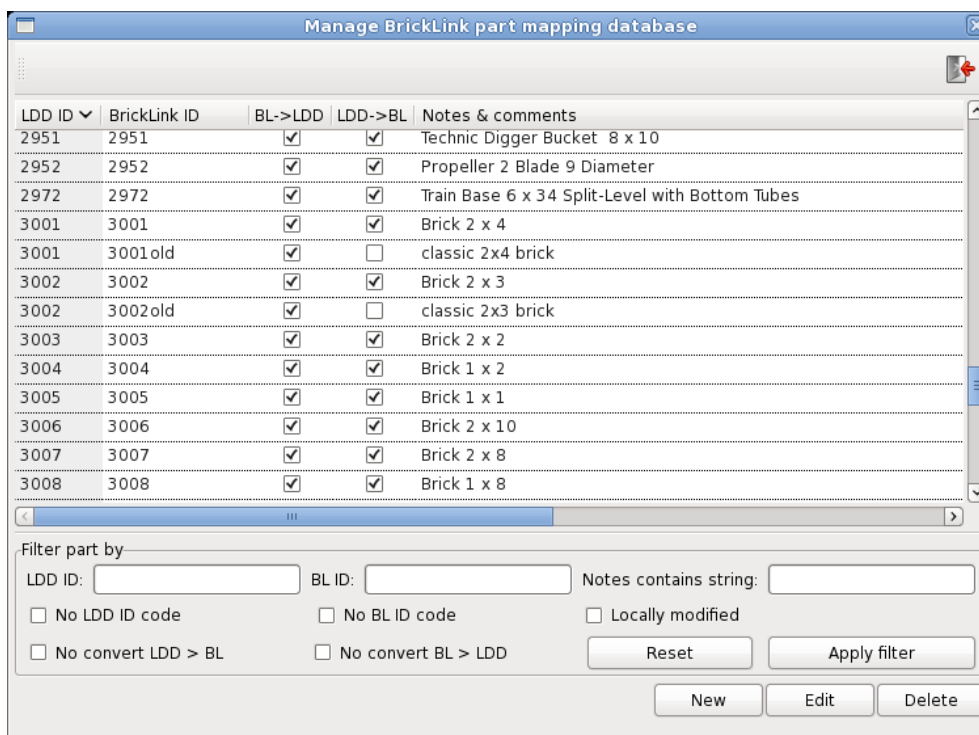 Manage BrickLink part mapping database
LDD ID BrickLink ID BL->LDD LDD->BL Notes & comments
2951 2951 Technic Digger Bucket 8 x 10
2952 2952 Propeller 2 Blade 9 Diameter
2972 2972 Train Base 6 x 34 Split-Level with Bottom Tubes
3001 3001 Brick 2 x 4
3001 3001old classic 2x4 brick
3002 3002 Brick 2 x 3
3002 3002old classic 2x3 brick
3003 3003 Brick 2 x 2
3004 3004 Brick 1 x 2
3005 3005 Brick 1 x 1
3006 3006 Brick 2 x 10
3007 3007 Brick 2 x 8
3008 3008 Brick 1 x 8
Filter part by
LDD ID: BL ID: Notes contains string:
No LDD ID code No BL ID code Locally modified
No convert LDD > BL No convert BL > LDD Reset Apply filter
New Edit Delete